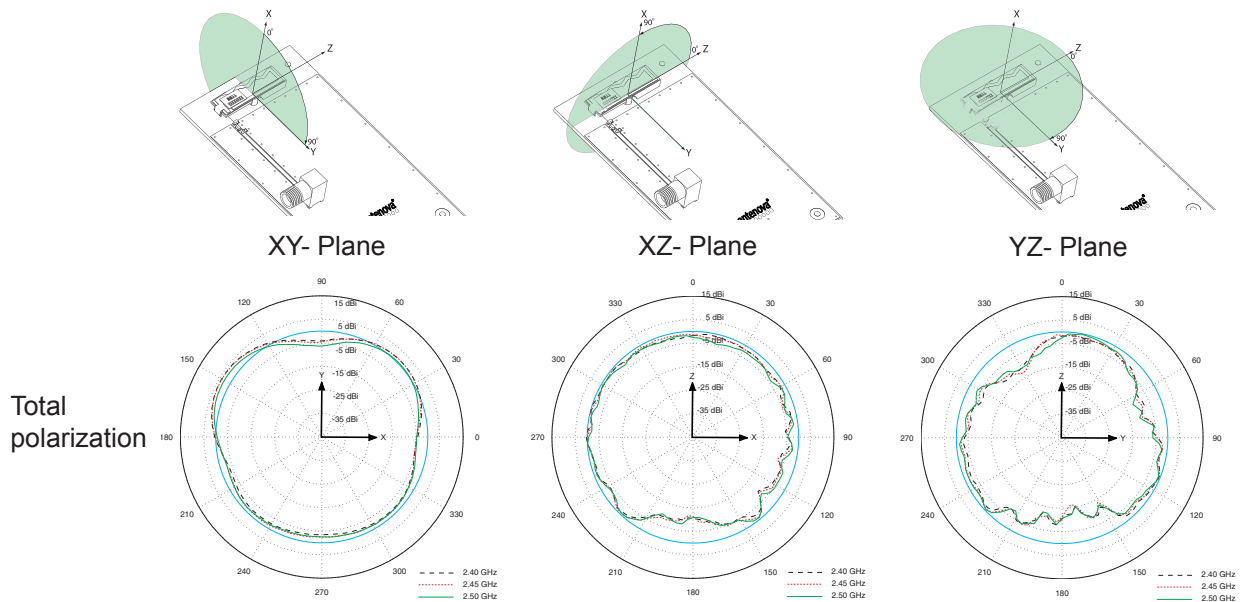 X
0°
Z
90°
Y
X
90°
0°
Z
Y
X
Z
0°
90°
Y
antenova
antenova
antenova
XY- Plane
XZ- Plane
YZ- Plane
Total
polarization
90
120
60
150
30
180
0
210
330
240
300
270
15 dBi
5 dBi
-5 dBi
-15 dBi
-25 dBi
-35 dBi
Y
X
2.40 GHz
2.45 GHz
2.50 GHz
0
330
30
300
60
270
90
240
120
150
180
15 dBi
5 dBi
-5 dBi
-15 dBi
-25 dBi
-35 dBi
Z
X
2.40 GHz
2.45 GHz
2.50 GHz
0
330
30
300
60
270
90
240
120
150
180
15 dBi
5 dBi
-5 dBi
-15 dBi
-25 dBi
-35 dBi
Z
Y
2.40 GHz
2.45 GHz
2.50 GHz